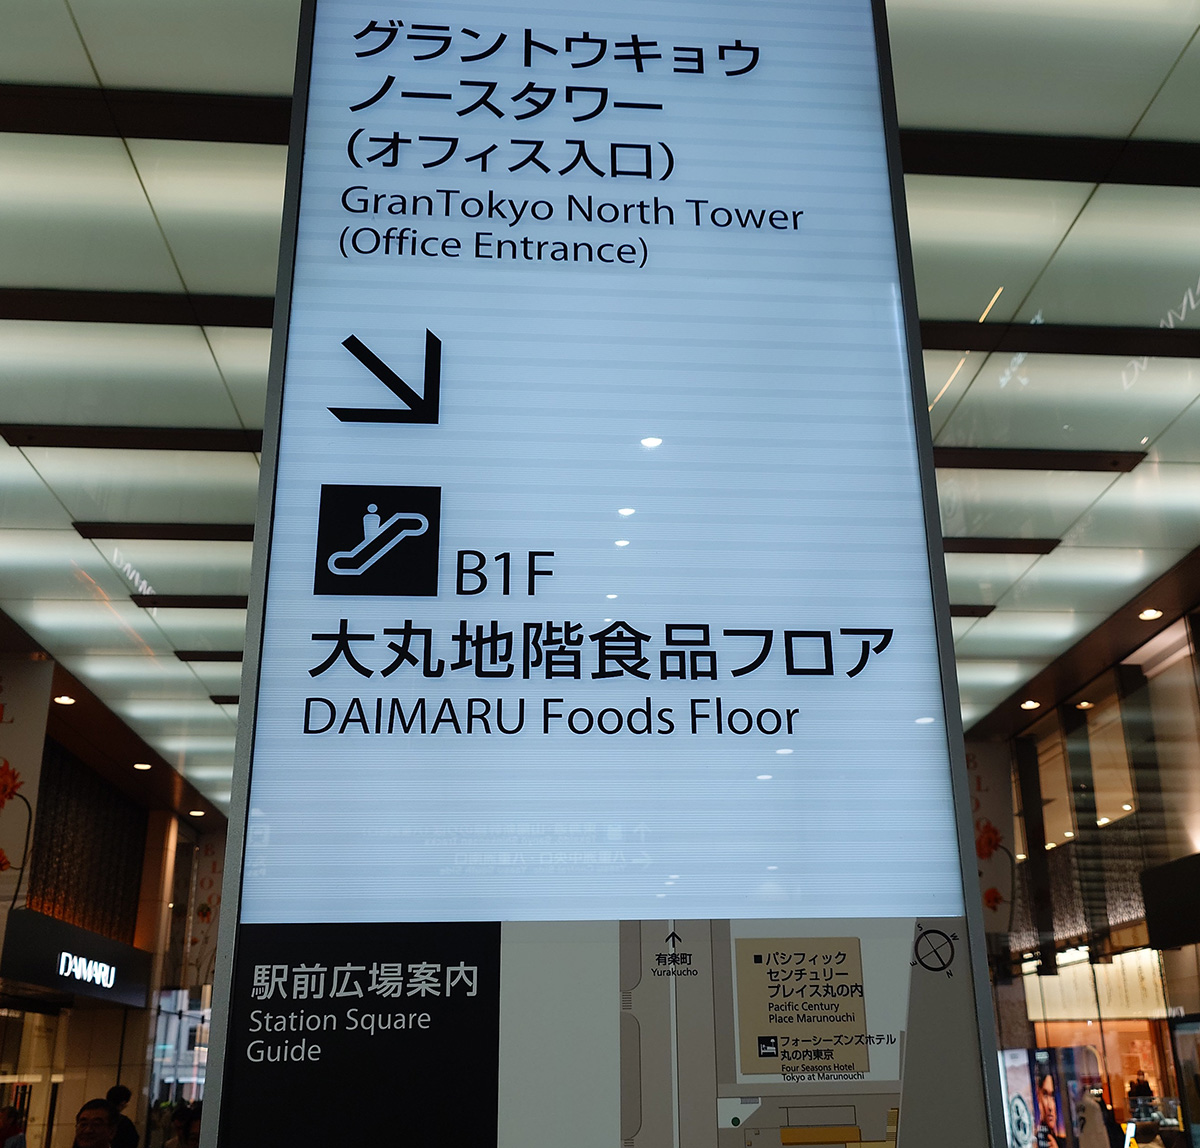 グラントウキョウ
ノースタワー
（オフィス入口）
GranTokyo North Tower
(Office Entrance)
B1F
大丸地階食品フロア
DAIMARU Foods Floor
駅前広場案内
Station Square
Guide
有楽町
Yurakucho
■パシフィック
センチュリー
プレイス丸の内
Pacific Century
Place Marunouchi
フォーシーズンズホテル
丸の内東京
Four Seasons Hotel
Tokyo at Marunouchi
S
W
E
N
DAIMARU